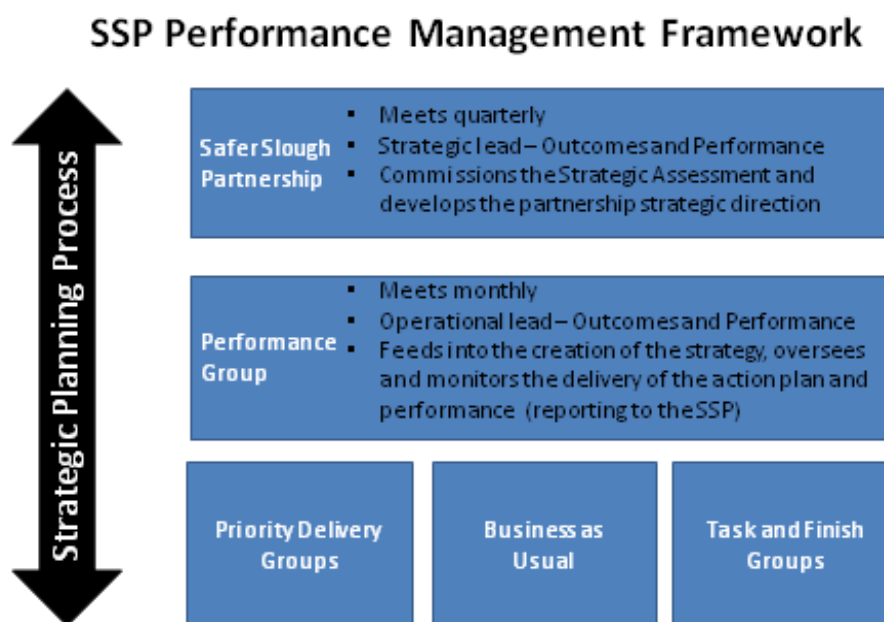 SSP Performance Management Framework
Strategic Planning Process
Safer Slough
Partnership
▪ Meets quarterly
▪ Strategic lead – Outcomes and Performance
▪ Commissions the Strategic Assessment and
develops the partnership strategic direction
Performance
Group
▪ Meets monthly
▪ Operational lead – Outcomes and Performance
▪ Feeds into the creation of the strategy, oversees
and monitors the delivery of the action plan and
performance (reporting to the SSP)
Priority Delivery
Groups
Business as
Usual
Task and Finish
Groups